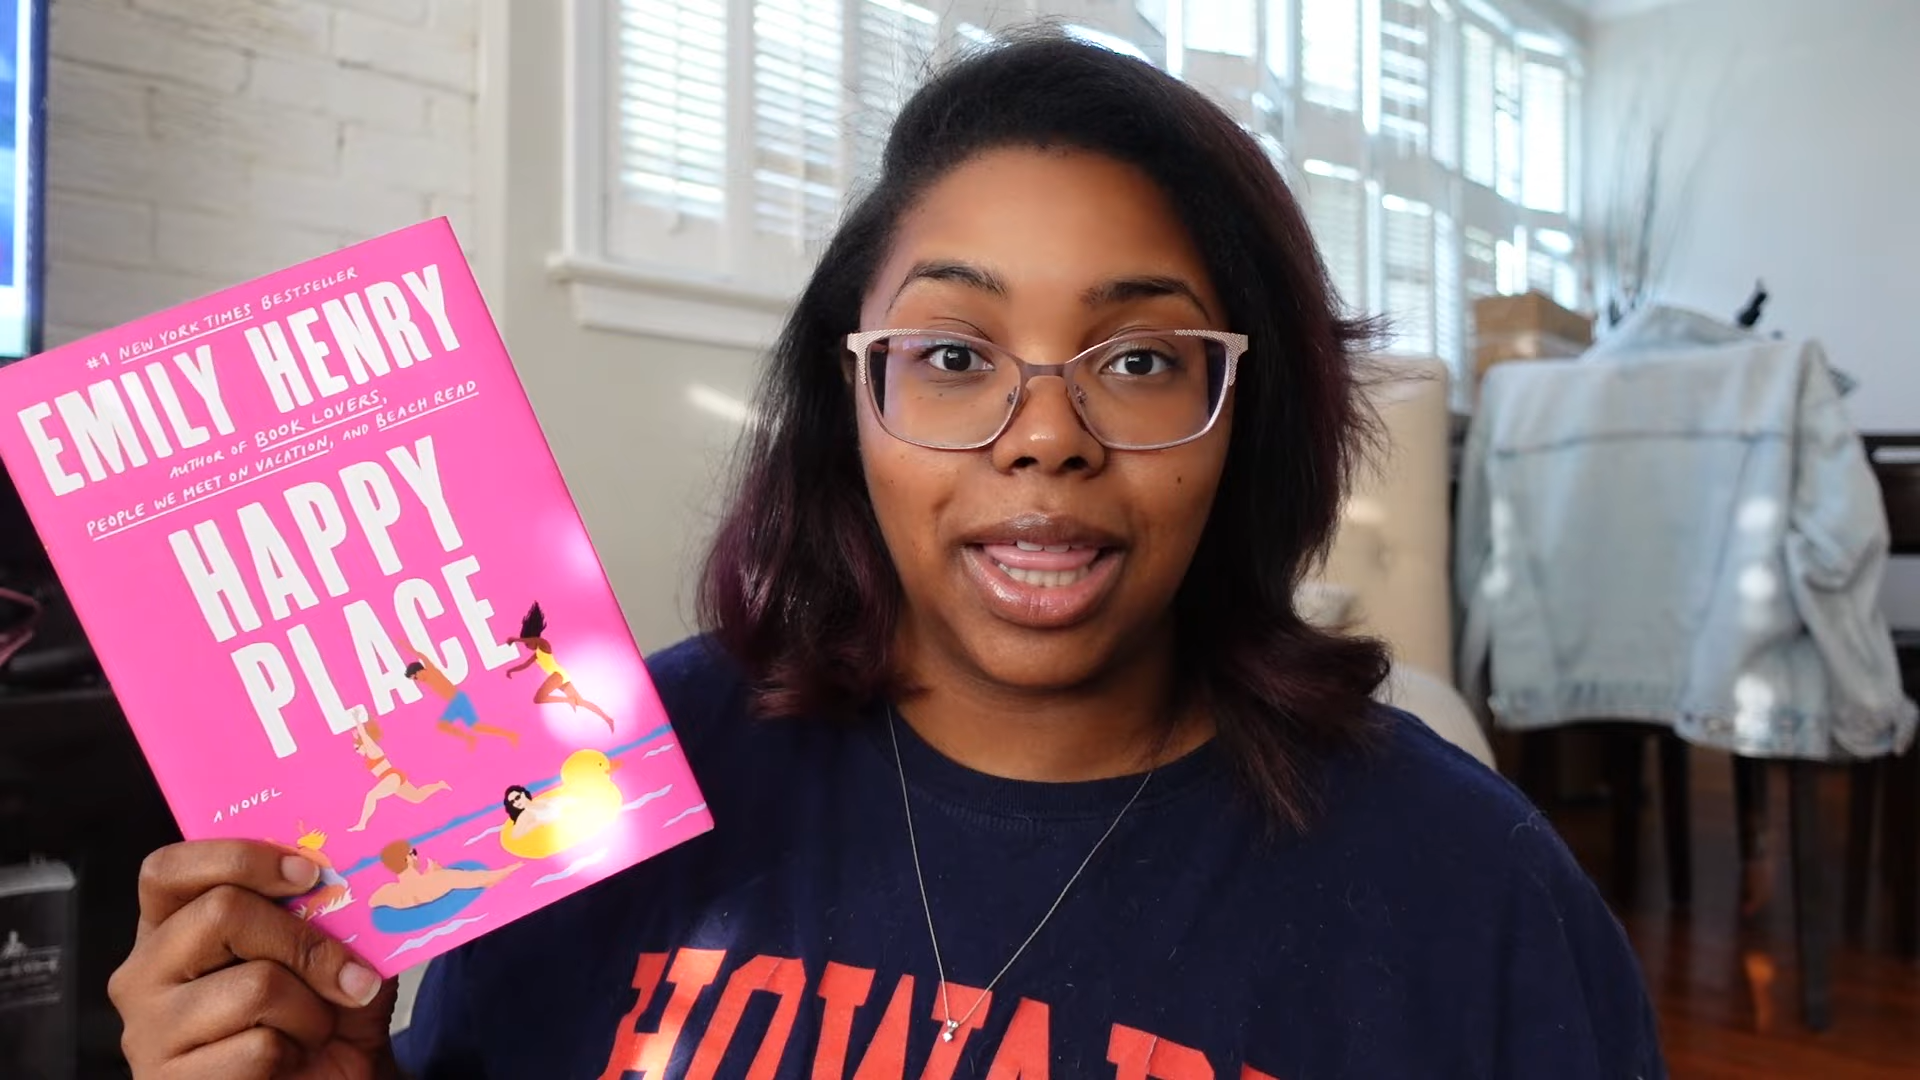 #1 NEW YORK TIMES BESTSELLER
EMILY HENRY
AUTHOR OF BOOK LOVERS,
PEOPLE WE MEET ON VACATION, AND BEACH READ
HAPPY
PLACE
A NOVEL
HOWARD